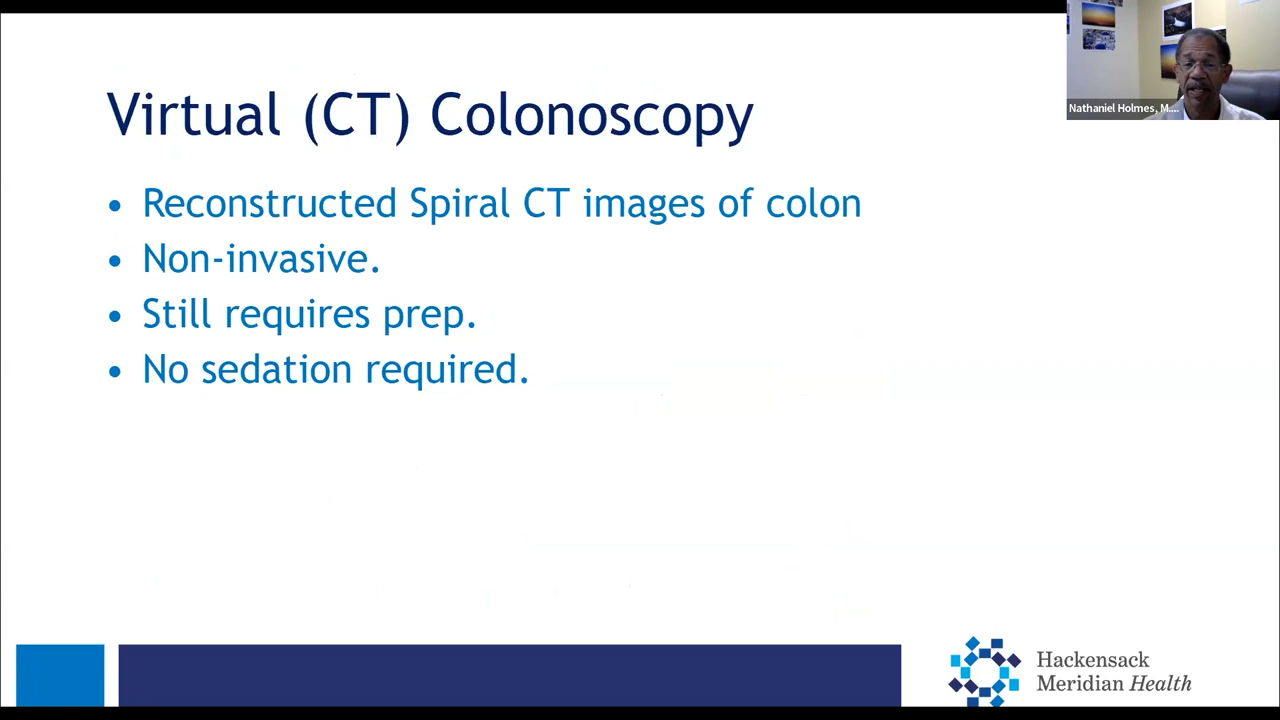 Virtual (CT) Colonoscopy
• Reconstructed Spiral CT images of colon
• Non-invasive.
• Still requires prep.
• No sedation required.
Nathaniel Holmes, M....
Hackensack
Meridian Health